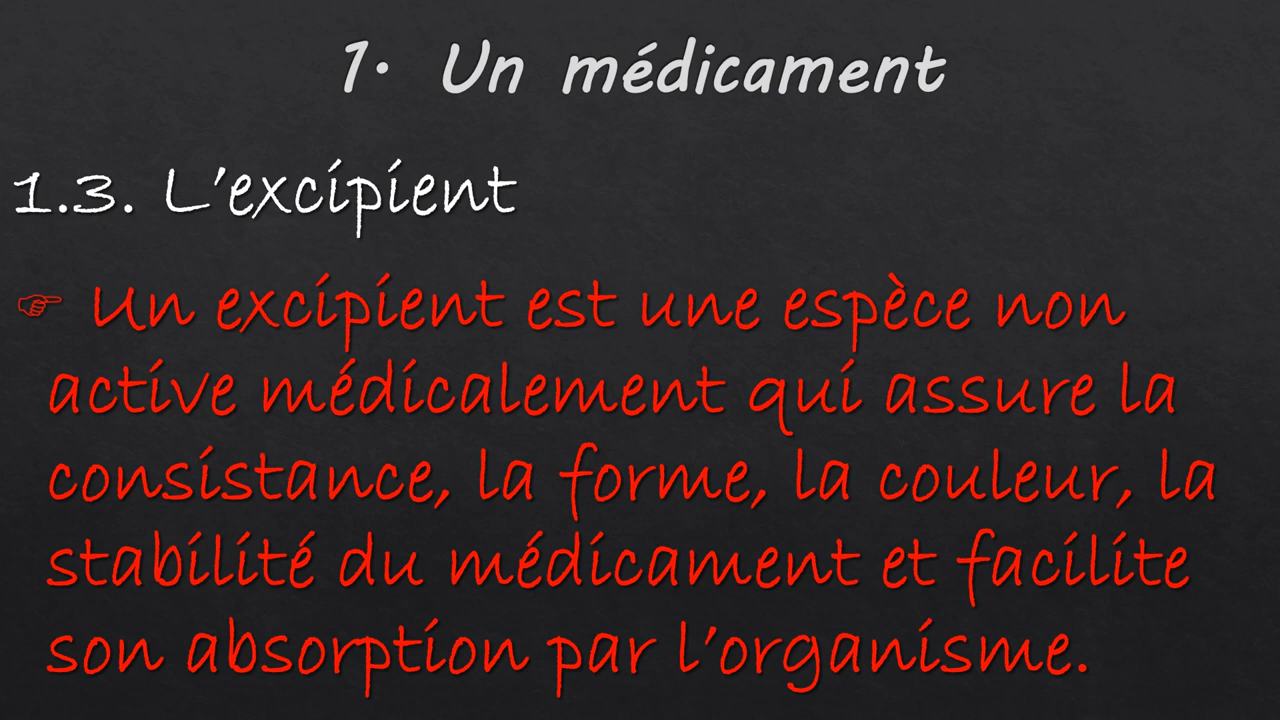 1. Un médicament
1.3. L'excipient
☞ Un excipient est une espèce non
active médicalement qui assure la
consistance, la forme, la couleur, la
stabilité du médicament et facilite
son absorption par l'organisme.